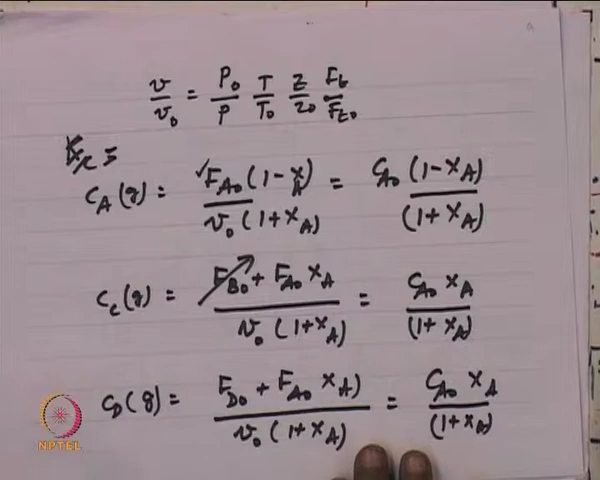 v/v₀ = P₀/P T/T₀ Z/Z₀ F_t/F_t0
C_A(g) = F_A0(1-X_A)/v₀(1+X_A) = C_A0(1-X_A)/(1+X_A)
C_C(g) = F_B0 + F_A0 X_A/v₀(1+X_A) = C_A0 X_A/(1+X_A)
C_D(g) = F_D0 + F_A0 X_A)/v₀(1+X_A) = C_A0 X_A/(1+X_A)
NPTEL